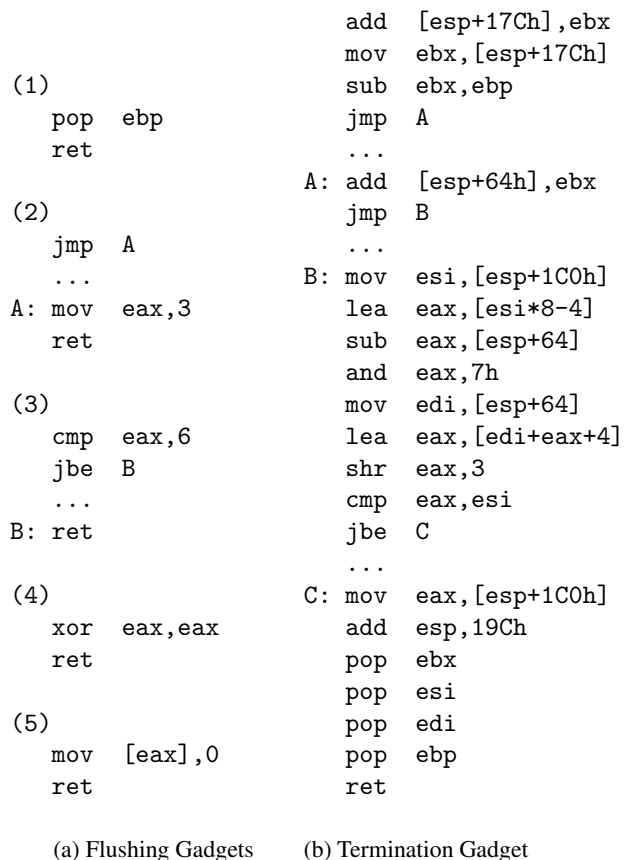 (1)
pop ebp
ret
(2)
jmp A
...
A: mov eax,3
ret
(3)
cmp eax,6
jbe B
...
B: ret
(4)
xor eax,eax
ret
(5)
mov [eax],0
ret
(a) Flushing Gadgets
add [esp+17Ch],ebx
mov ebx,[esp+17Ch]
sub ebx,ebp
jmp A
...
A: add [esp+64h],ebx
jmp B
...
B: mov esi,[esp+1C0h]
lea eax,[esi*8-4]
sub eax,[esp+64]
and eax,7h
mov edi,[esp+64]
lea eax,[edi+eax+4]
shr eax,3
cmp eax,esi
jbe C
...
C: mov eax,[esp+1C0h]
add esp,19Ch
pop ebx
pop esi
pop edi
pop ebp
ret
(b) Termination Gadget